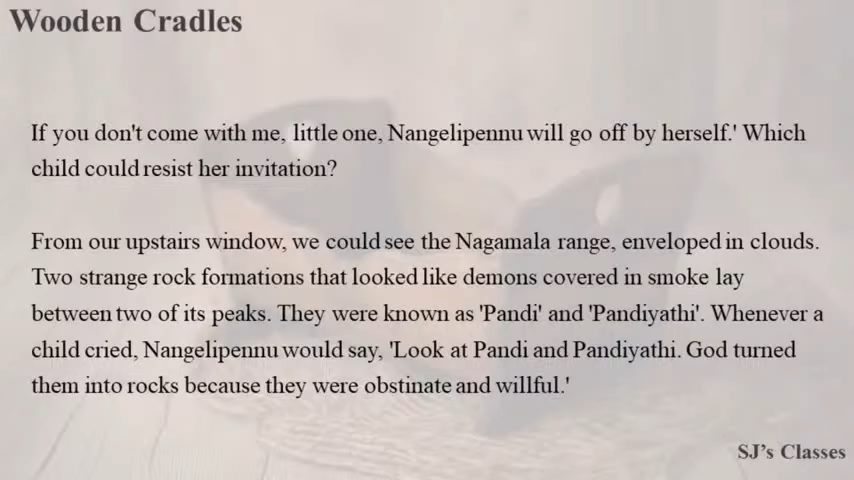 Wooden Cradles
If you don't come with me, little one, Nangelipennu will go off by herself.' Which
child could resist her invitation?
From our upstairs window, we could see the Nagamala range, enveloped in clouds.
Two strange rock formations that looked like demons covered in smoke lay
between two of its peaks. They were known as 'Pandi' and 'Pandiyathi'. Whenever a
child cried, Nangelipennu would say, 'Look at Pandi and Pandiyathi. God turned
them into rocks because they were obstinate and willful.'
SJ's Classes